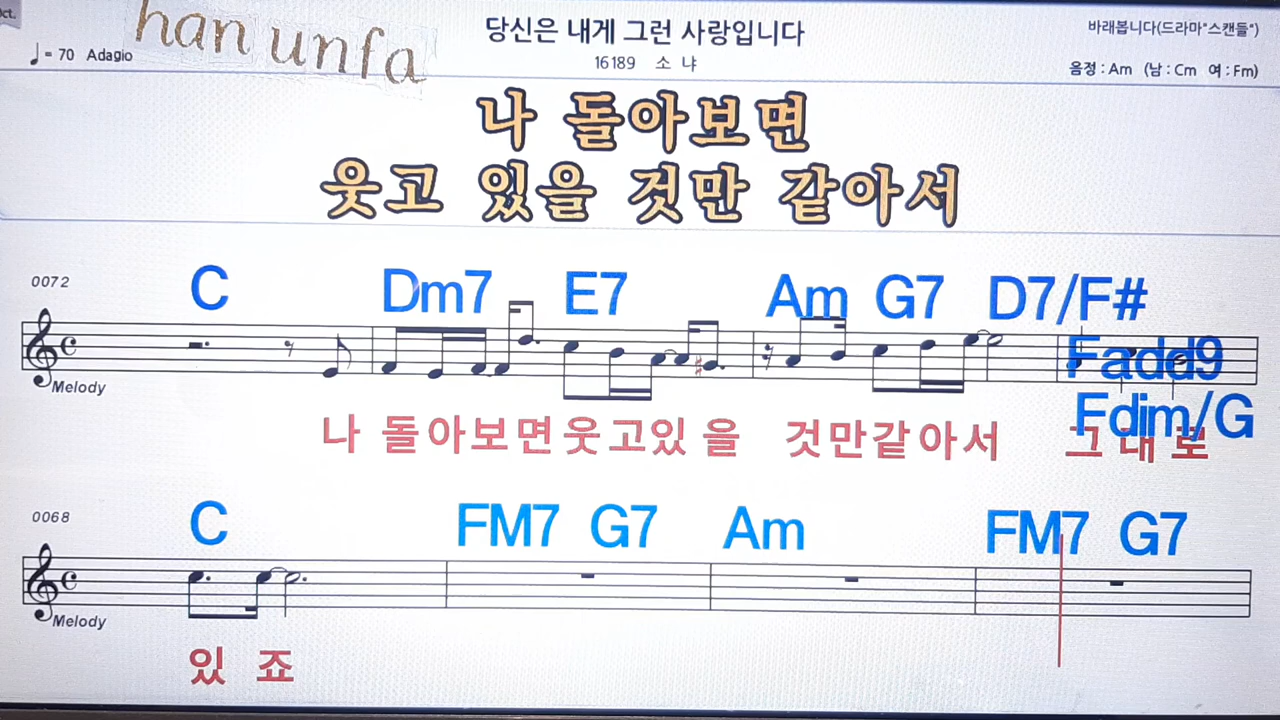 ct.
han unfa
당신은 내게 그런 사랑입니다
바래봅니다(드라마"스캔들")
♩= 70 Adagio
16189 소 냐
음정 : Am (남 : Cm 여 : Fm)
나 돌아보면
웃고 있을 것만 같아서
0072
C Dm7 E7 Am G7 D7/F#
Fadd9
Melody
Fdim/G
나 돌아보면웃고있 을 것만같아서 그 대 로
0068
C FM7 G7 Am FM7 G7
Melody
있 죠